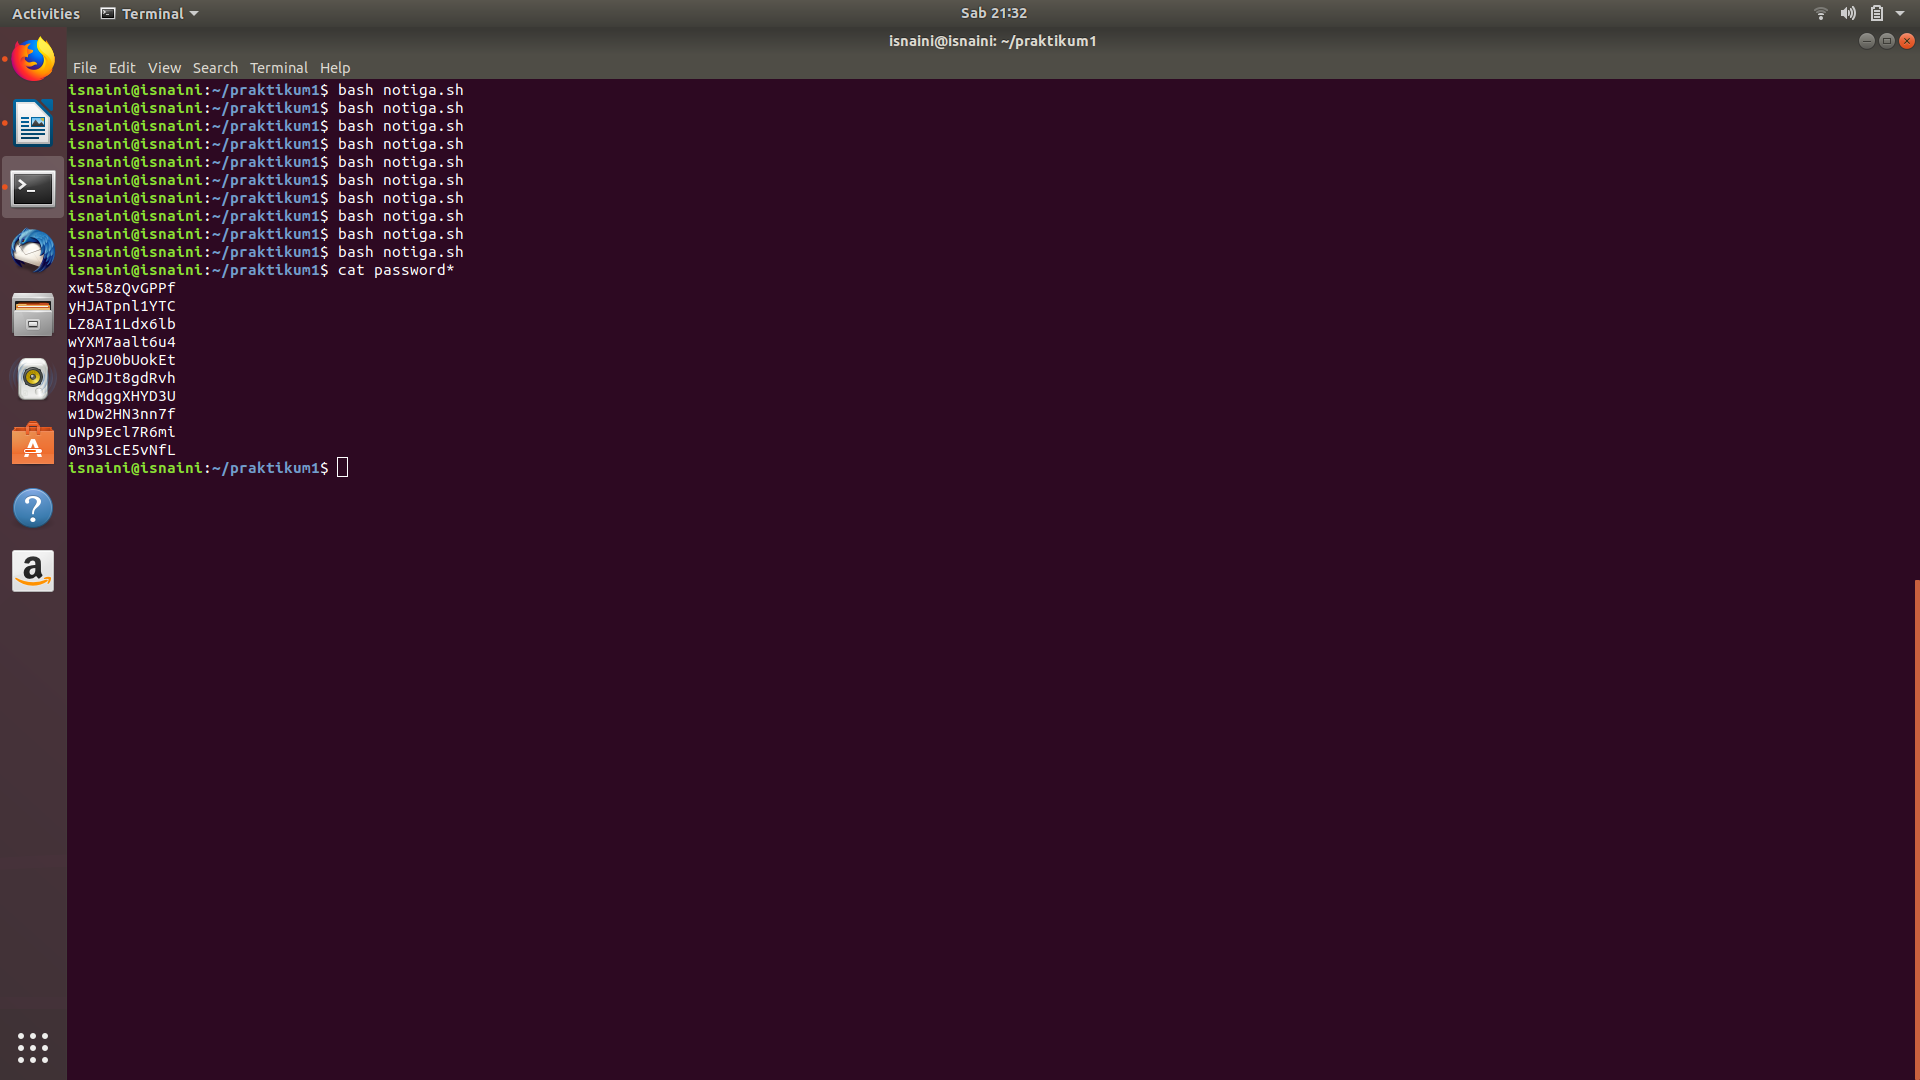 Activities Terminal Sab 21:32
isnaini@isnaini: ~/praktikum1
File Edit View Search Terminal Help
isnaini@isnaini:~/praktikum1$ bash notiga.sh
isnaini@isnaini:~/praktikum1$ bash notiga.sh
isnaini@isnaini:~/praktikum1$ bash notiga.sh
isnaini@isnaini:~/praktikum1$ bash notiga.sh
isnaini@isnaini:~/praktikum1$ bash notiga.sh
isnaini@isnaini:~/praktikum1$ bash notiga.sh
isnaini@isnaini:~/praktikum1$ bash notiga.sh
isnaini@isnaini:~/praktikum1$ bash notiga.sh
isnaini@isnaini:~/praktikum1$ bash notiga.sh
isnaini@isnaini:~/praktikum1$ bash notiga.sh
isnaini@isnaini:~/praktikum1$ cat password*
xwt58zQvGPPf
yHJATpnl1YTC
LZ8AI1Ldx6lb
wYXM7aalt6u4
qjp2U0bUokEt
eGMDJt8gdRvh
RMdqggXHYD3U
w1Dw2HN3nn7f
uNp9Ecl7R6mi
0m33LcE5vNfL
isnaini@isnaini:~/praktikum1$